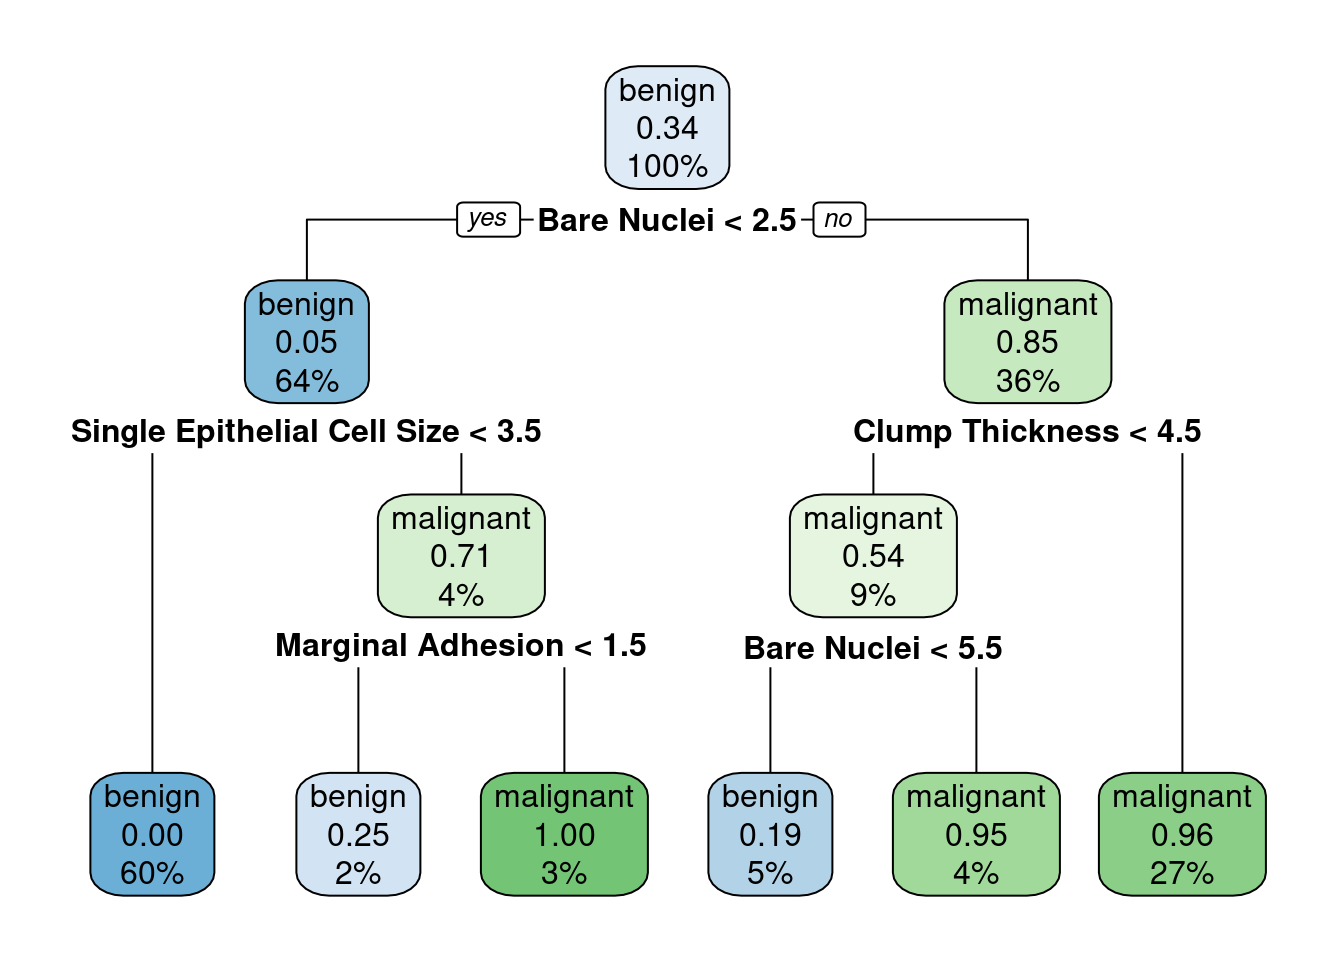 benign
0.34
100%
yes
Bare Nuclei < 2.5
no
benign
0.05
64%
malignant
0.85
36%
Single Epithelial Cell Size < 3.5
Clump Thickness < 4.5
malignant
0.71
4%
malignant
0.54
9%
Marginal Adhesion < 1.5
Bare Nuclei < 5.5
benign
0.00
60%
benign
0.25
2%
malignant
1.00
3%
benign
0.19
5%
malignant
0.95
4%
malignant
0.96
27%